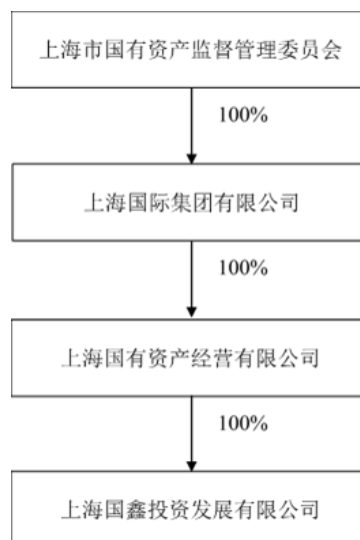 上海市国有资产监督管理委员会
100%
上海国际集团有限公司
100%
上海国有资产经营有限公司
100%
上海国鑫投资发展有限公司